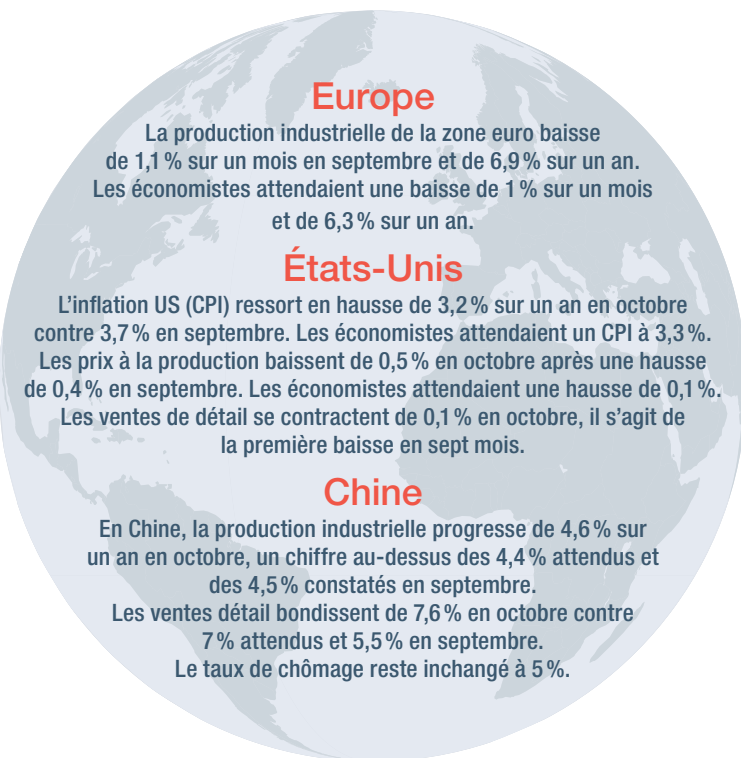 Europe
La production industrielle de la zone euro baisse
de 1,1 % sur un mois en septembre et de 6,9 % sur un an.
Les économistes attendaient une baisse de 1 % sur un mois
et de 6,3 % sur un an.
États-Unis
L’inflation US (CPI) ressort en hausse de 3,2 % sur un an en octobre
contre 3,7 % en septembre. Les économistes attendaient un CPI à 3,3 %.
Les prix à la production baissent de 0,5 % en octobre après une hausse
de 0,4 % en septembre. Les économistes attendaient une hausse de 0,1 %.
Les ventes de détail se contractent de 0,1 % en octobre, il s’agit de
la première baisse en sept mois.
Chine
En Chine, la production industrielle progresse de 4,6 % sur
un an en octobre, un chiffre au-dessus des 4,4 % attendus et
des 4,5 % constatés en septembre.
Les ventes détail bondissent de 7,6 % en octobre contre
7 % attendus et 5,5 % en septembre.
Le taux de chômage reste inchangé à 5 %.